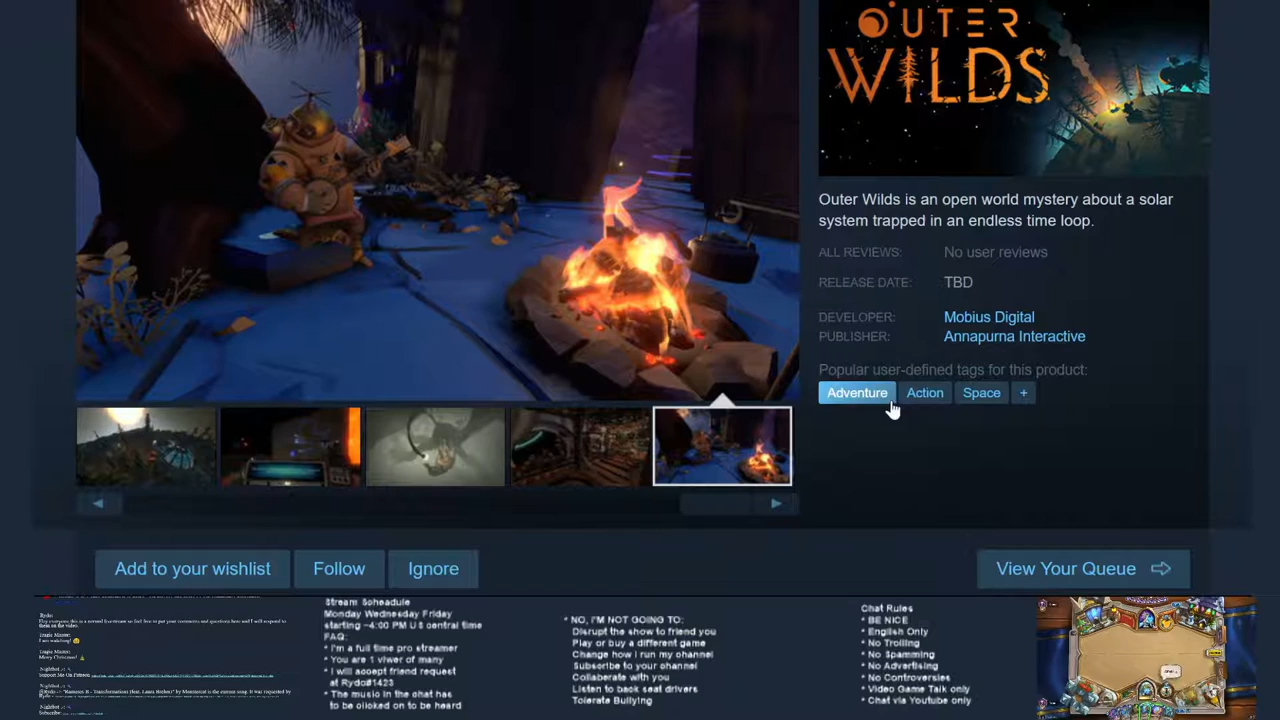 OUTER
WILDS
Outer Wilds is an open world mystery about a solar
system trapped in an endless time loop.
ALL REVIEWS: No user reviews
RELEASE DATE: TBD
DEVELOPER: Mobius Digital
PUBLISHER: Annapurna Interactive
Popular user-defined tags for this product:
Adventure Action Space +
Add to your wishlist Follow Ignore View Your Queue
Stream Scheadule
Monday Wednesday Friday
starting ~4:00 PM US central time
FAQ:
* I'm a full time pro streamer
* You are 1 viwer of many
* I will accept friend request
at Rydoi#1423
* The music in the chat has
to be clicked on to be heard
* NO, I'M NOT GOING TO:
Disrupt the show to friend you
Play or buy a different game
Change how I run my channel
Subscribe to your channel
Collaborate with you
Listen to back seat drivers
Tolerate Bullying
Chat Rules
* BE NICE
* English Only
* No Trolling
* No Spamming
* No Advertising
* No Controversies
* Video Game Talk only
* Chat via Youtube only